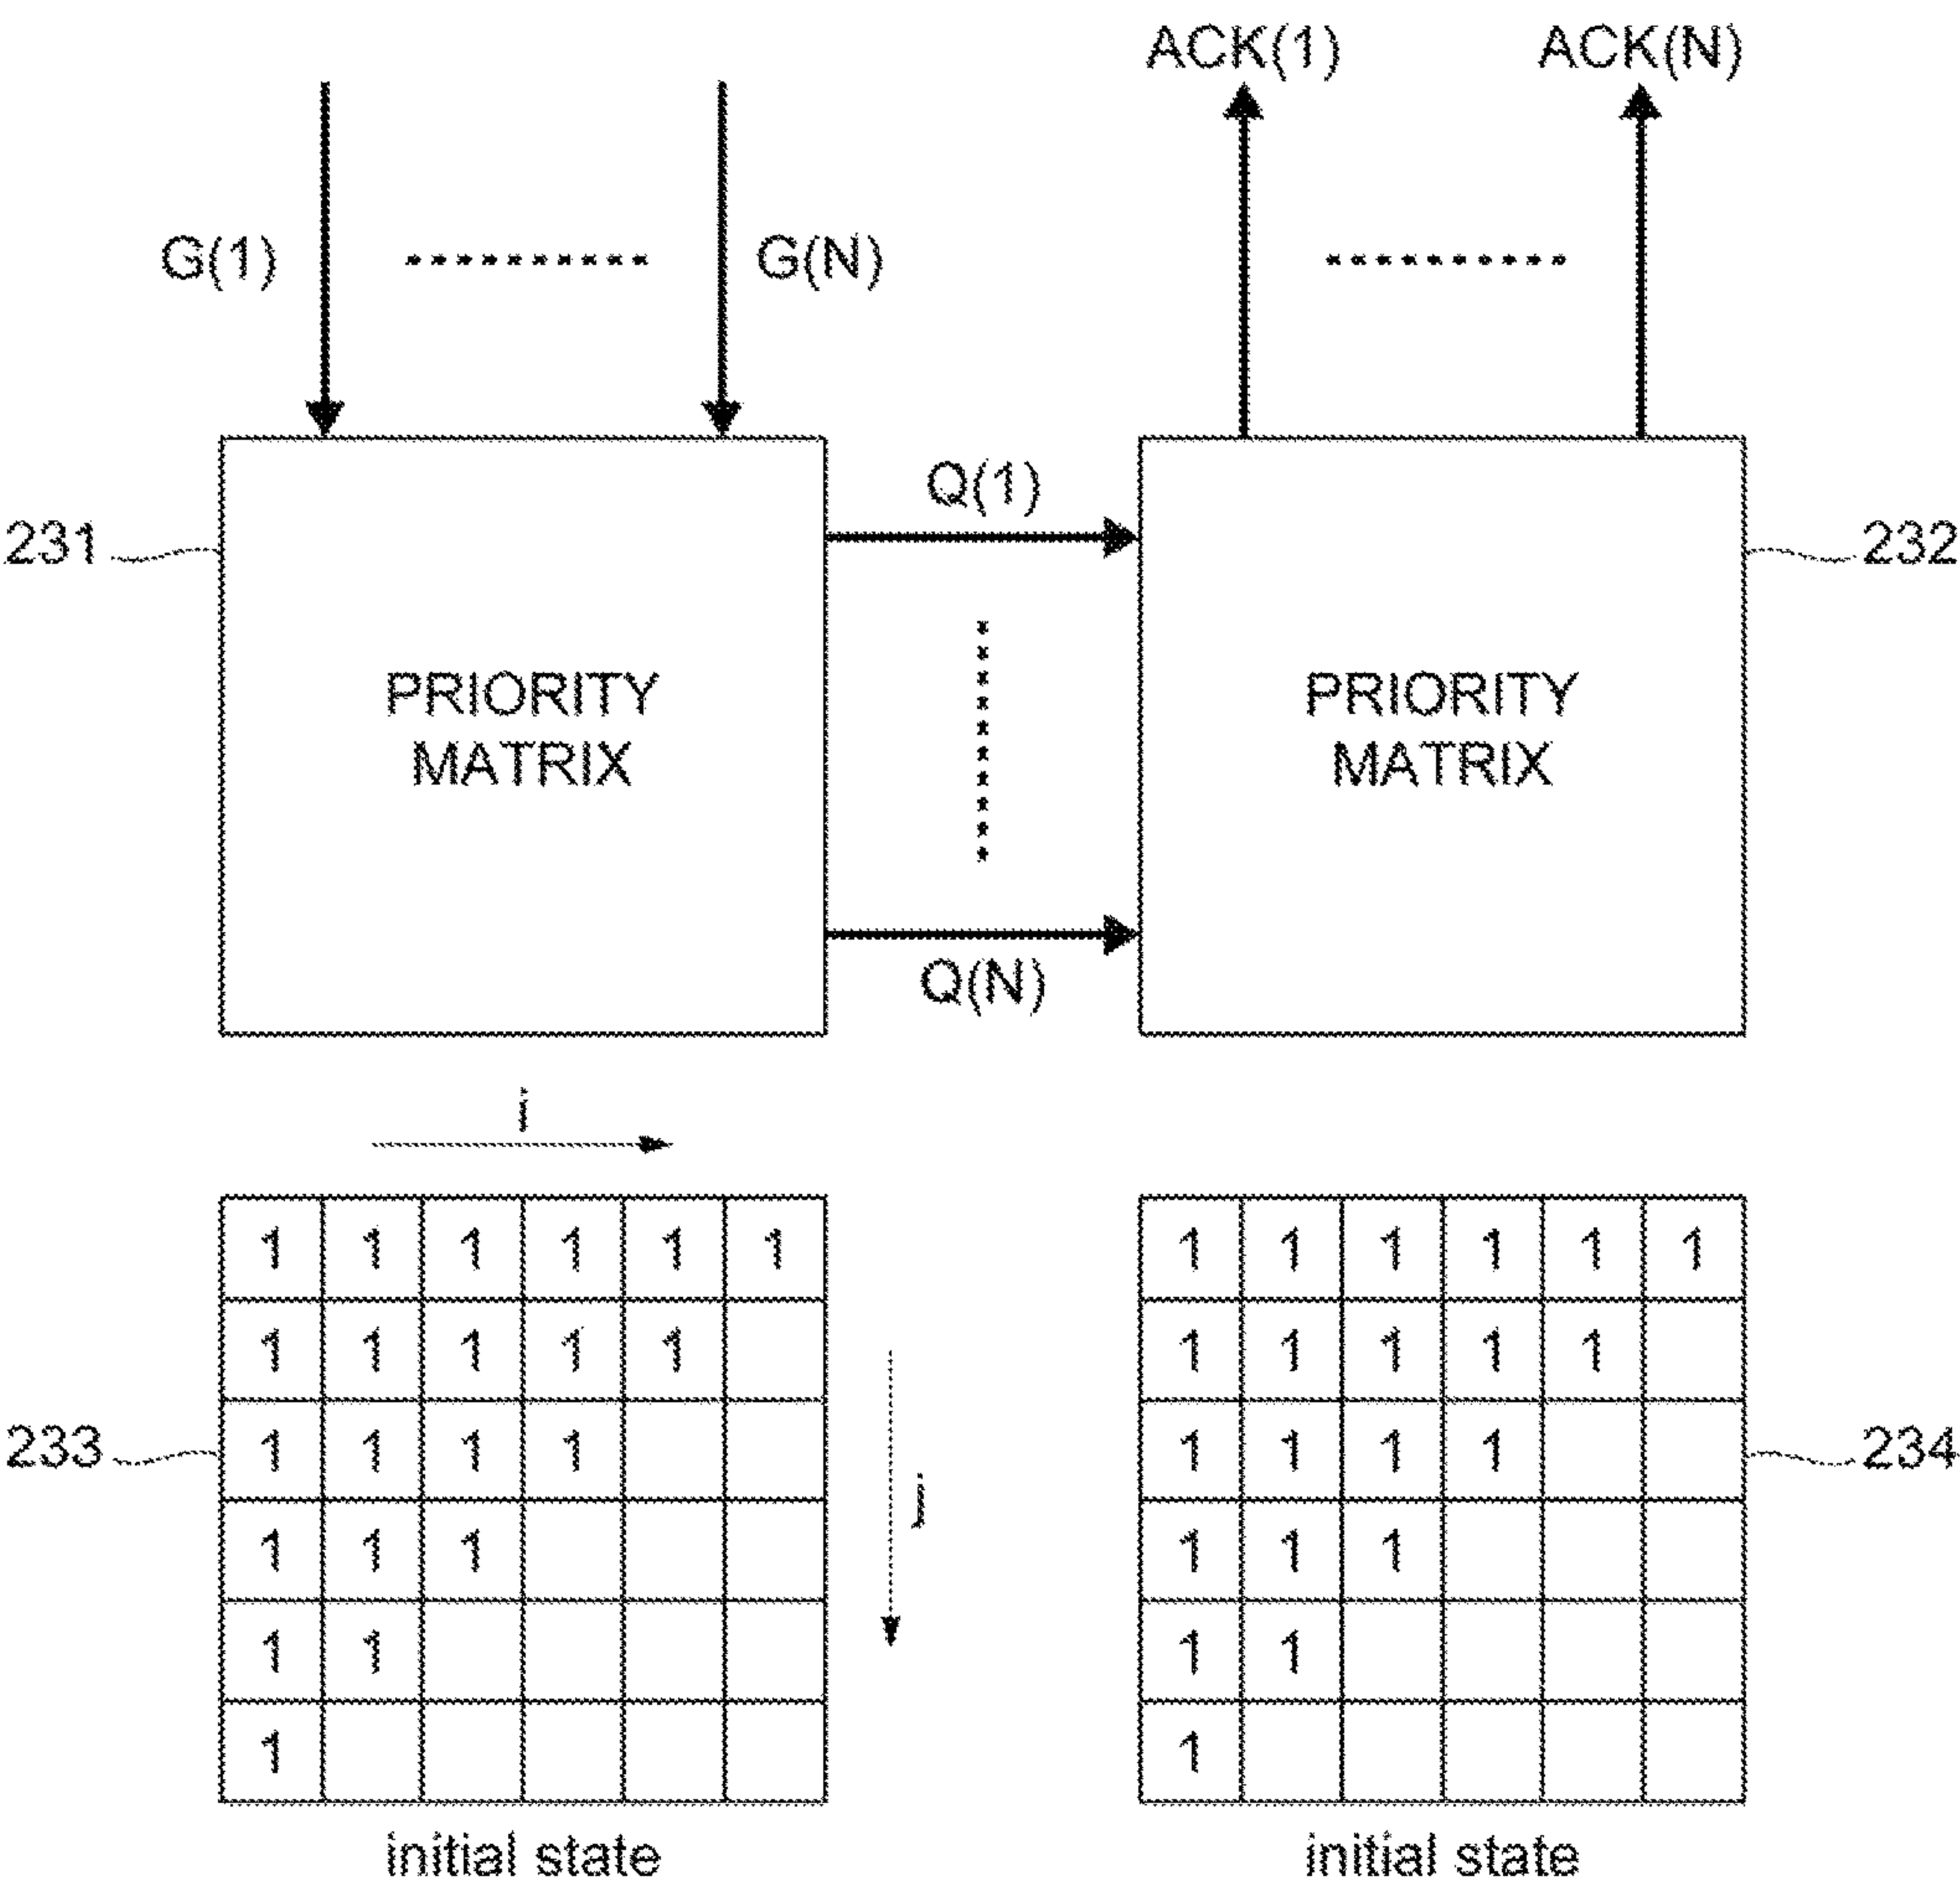 ACK(1) ACK(N)
G(1) G(N)
Q(1)
231 232
PRIORITY MATRIX
PRIORITY MATRIX
Q(N)
i
1 1 1 1 1 1
1 1 1 1 1
1 1 1 1
1 1 1
1 1
1
233
j
initial state
1 1 1 1 1 1
1 1 1 1 1
1 1 1 1
1 1 1
1 1
1
234
initial state